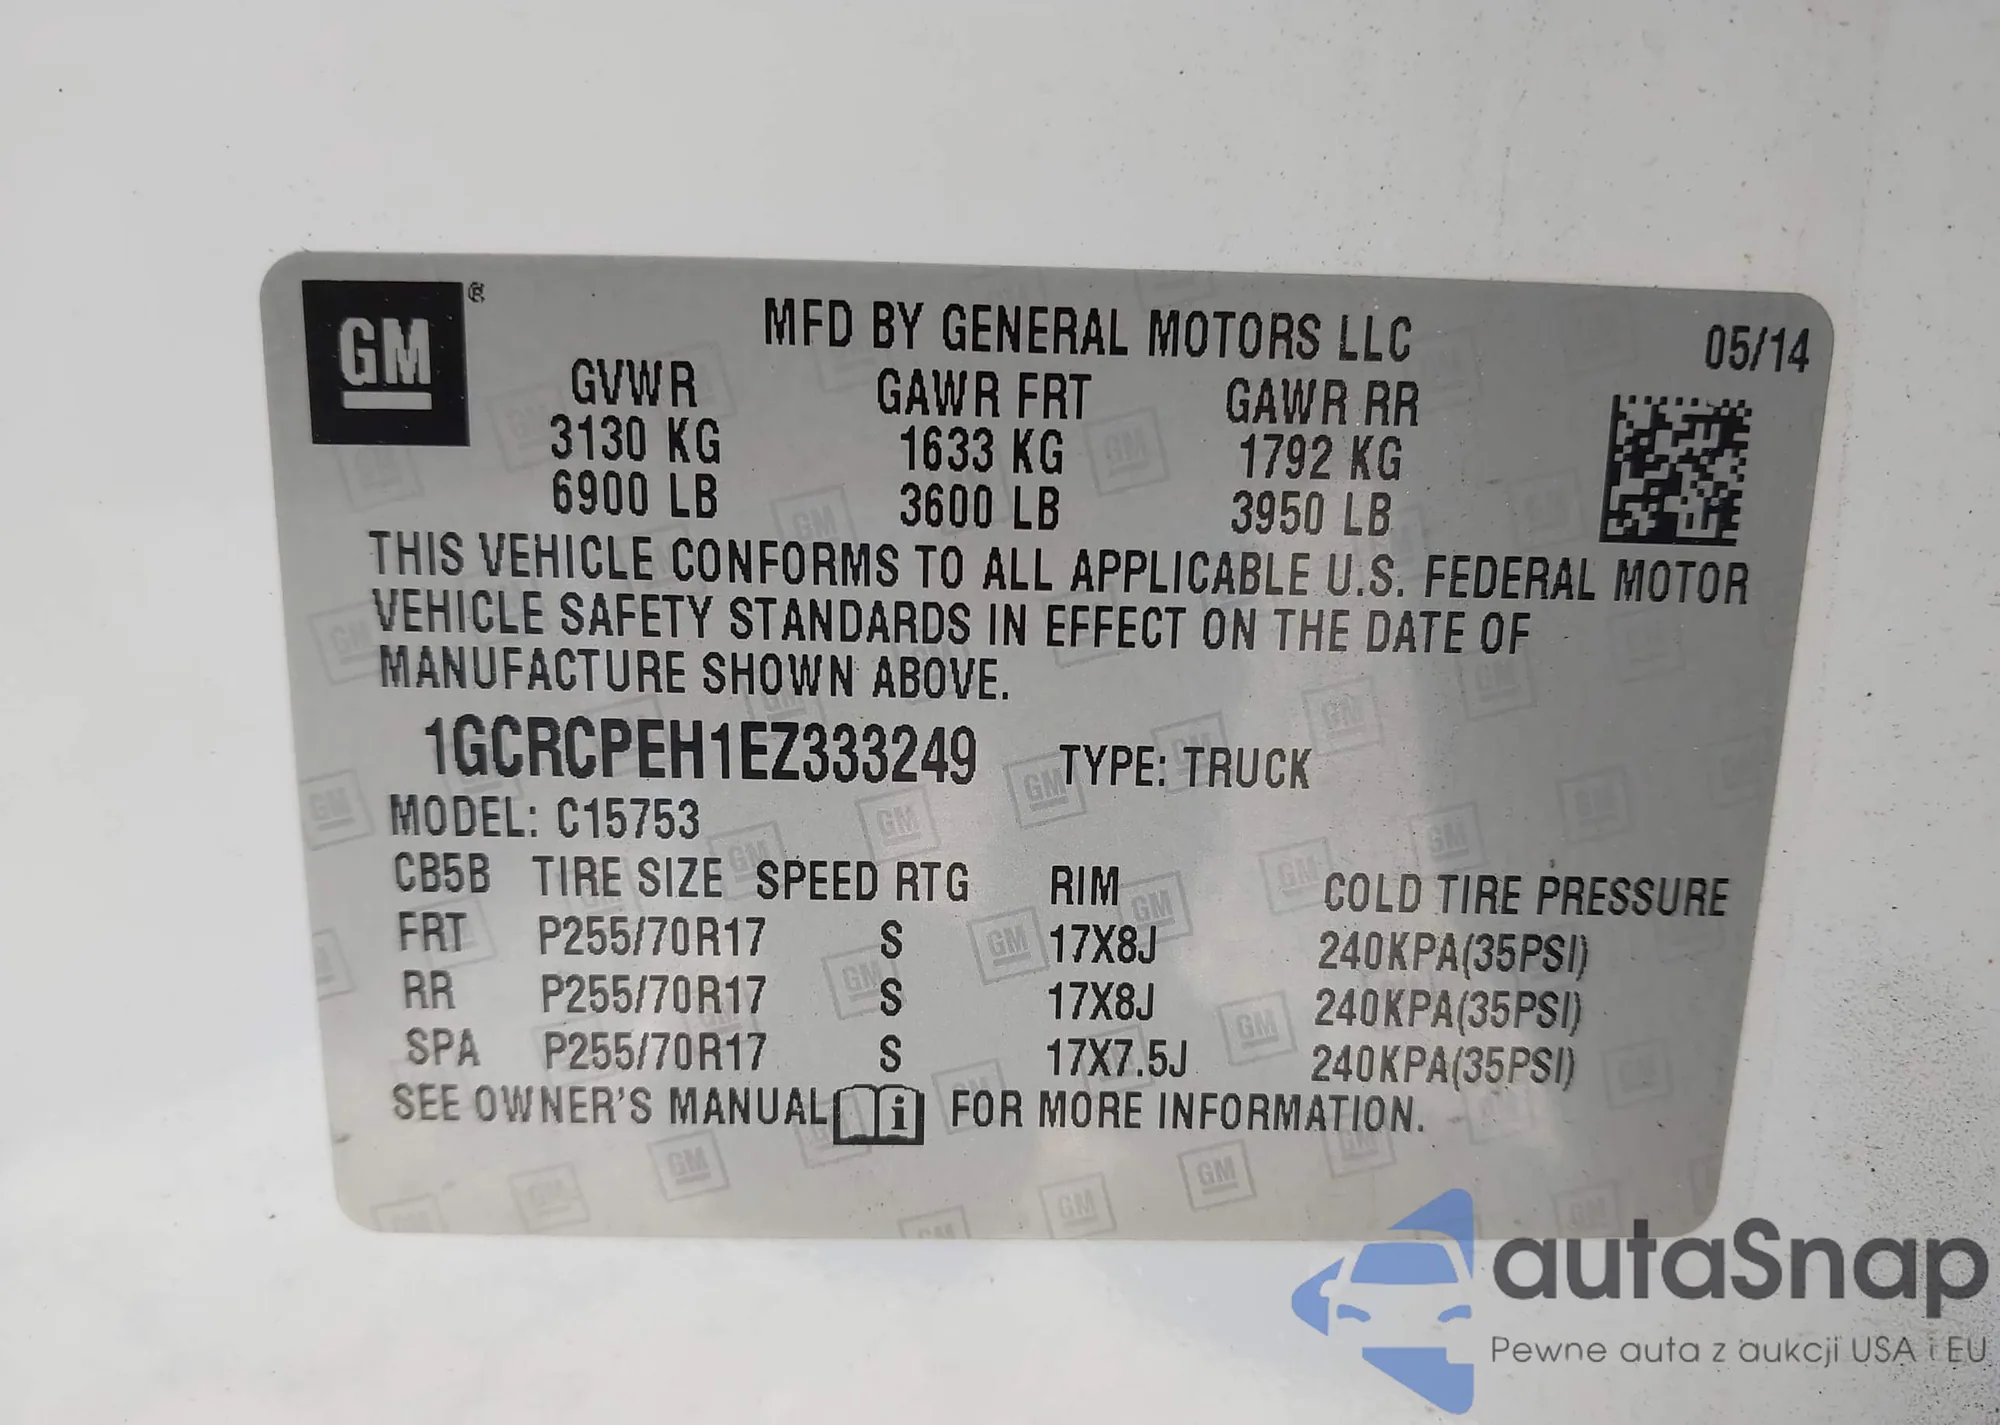 GM®
MFD BY GENERAL MOTORS LLC 05/14
GVWR GAWR FRT GAWR RR
3130 KG 1633 KG 1792 KG
6900 LB 3600 LB 3950 LB
THIS VEHICLE CONFORMS TO ALL APPLICABLE U.S. FEDERAL MOTOR
VEHICLE SAFETY STANDARDS IN EFFECT ON THE DATE OF
MANUFACTURE SHOWN ABOVE.
1GCRCPEH1EZ333249 TYPE: TRUCK
MODEL: C15753
CB5B TIRE SIZE SPEED RTG RIM COLD TIRE PRESSURE
FRT P255/70R17 S 17X8J 240KPA(35PSI)
RR P255/70R17 S 17X8J 240KPA(35PSI)
SPA P255/70R17 S 17X7.5J 240KPA(35PSI)
SEE OWNER'S MANUAL i FOR MORE INFORMATION.
autaSnap
Pewne auta z aukcji USA i EU